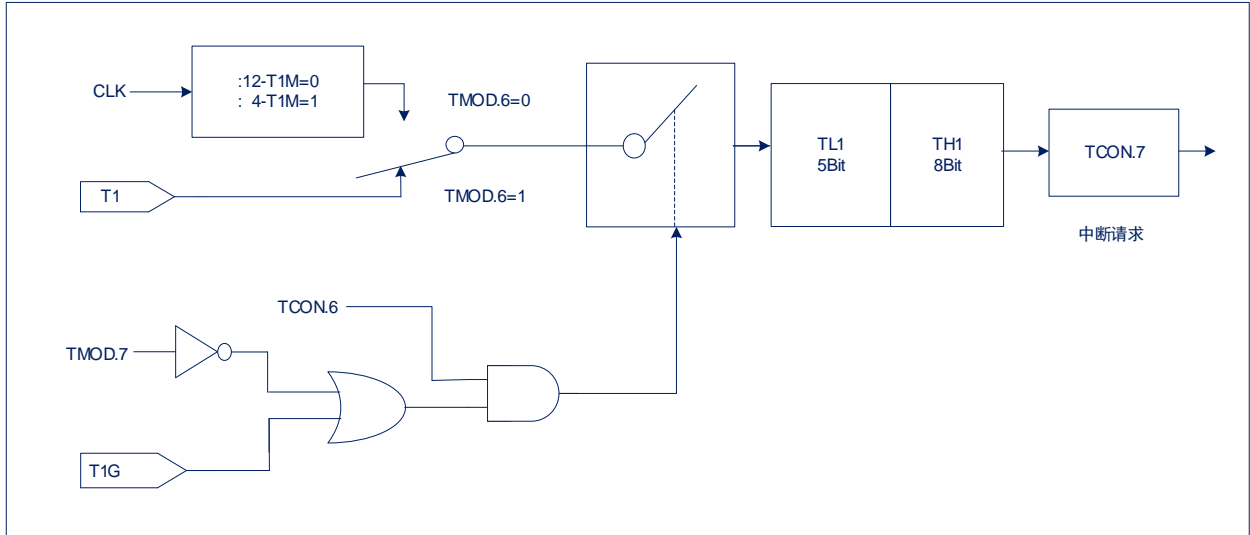 :12-T1M=0
: 4-T1M=1
CLK
TMOD.6=0
T1
TMOD.6=1
TL1
5Bit
TH1
8Bit
TCON.7
中断请求
TCON.6
TMOD.7
T1G